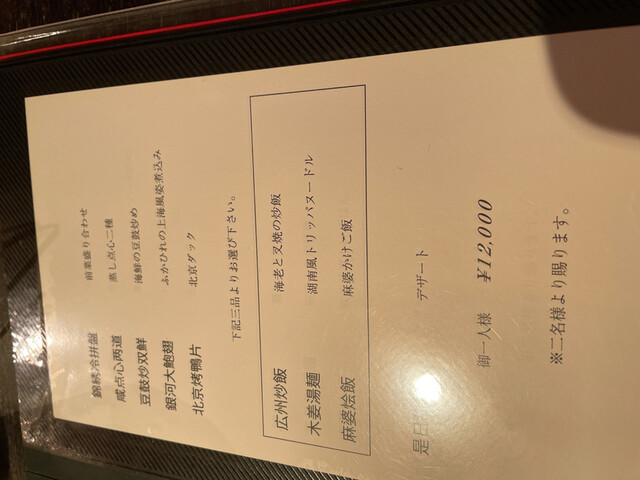 錦綉冷拼盤 前菜盛り合わせ
咸点心两道 蒸し点心二種
豆鼓炒双鮮 海鮮の豆鼓炒め
銀河大鮑翅 ふかひれの上海風姿煮込み
北京烤鴨片 北京ダック
下記三品よりお選び下さい。
広州炒飯 海老と叉焼の炒飯
木姜湯麺 湖南風トリッパヌードル
麻婆烩飯 麻婆かけご飯
是日 デザート
御一人様 ¥12,000
※二名様より賜ります。